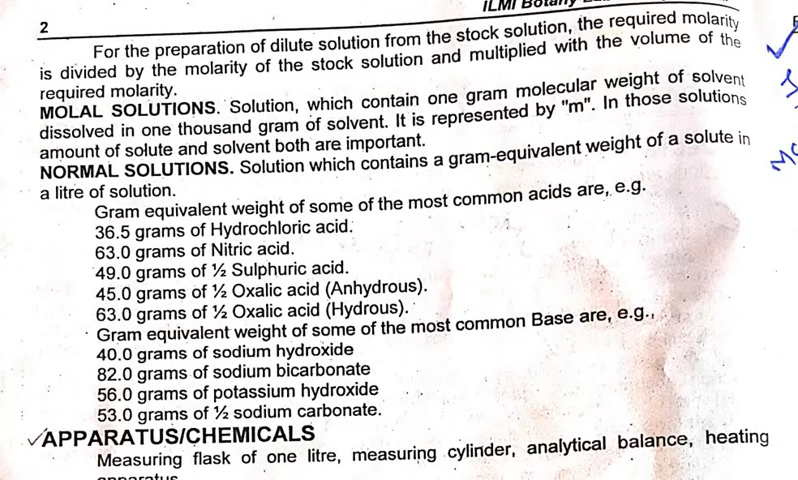 2
ILMI Botany
For the preparation of dilute solution from the stock solution, the required molarity
is divided by the molarity of the stock solution and multiplied with the volume of the
required molarity.
MOLAL SOLUTIONS. Solution, which contain one gram molecular weight of solvent
dissolved in one thousand gram of solvent. It is represented by "m". In those solutions
amount of solute and solvent both are important.
NORMAL SOLUTIONS. Solution which contains a gram-equivalent weight of a solute in
a litre of solution.
Gram equivalent weight of some of the most common acids are, e.g.
36.5 grams of Hydrochloric acid.
63.0 grams of Nitric acid.
49.0 grams of ½ Sulphuric acid.
45.0 grams of ½ Oxalic acid (Anhydrous).
63.0 grams of ½ Oxalic acid (Hydrous).
Gram equivalent weight of some of the most common Base are, e.g.,
40.0 grams of sodium hydroxide
82.0 grams of sodium bicarbonate
56.0 grams of potassium hydroxide
53.0 grams of ½ sodium carbonate.
✓APPARATUS/CHEMICALS
Measuring flask of one litre, measuring cylinder, analytical balance, heating
apparatus